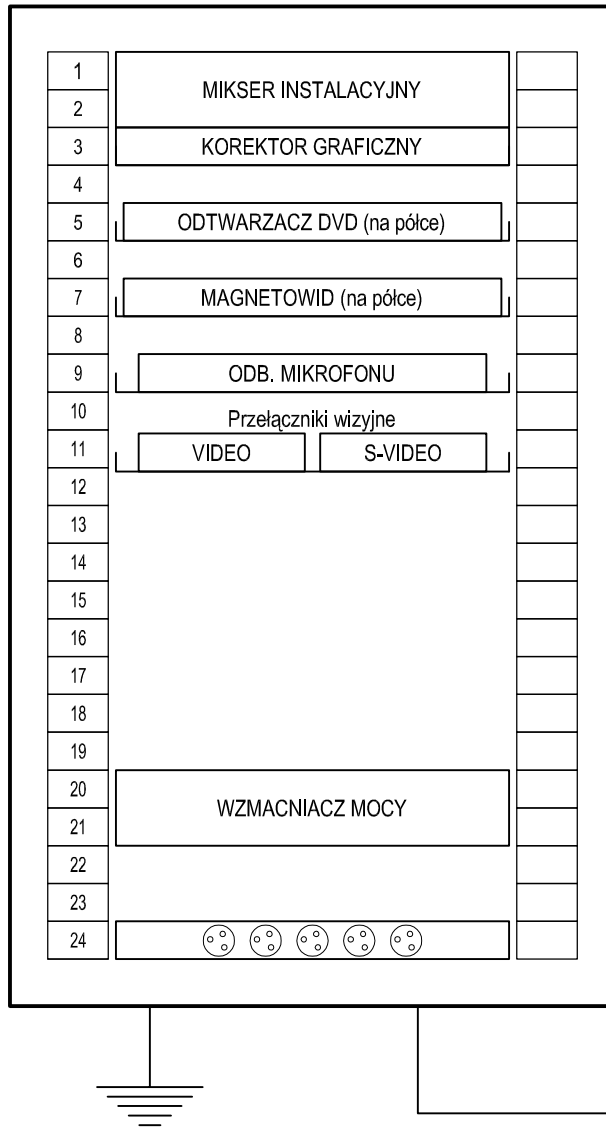 1
MIKSER INSTALACYJNY
2
3 KOREKTOR GRAFICZNY
4
5 ODTWARZACZ DVD (na półce)
6
7 MAGNETOWID (na półce)
8
9 ODB. MIKROFONU
10 Przełączniki wizyjne
11 VIDEO S-VIDEO
12
13
14
15
16
17
18
19
20
WZMACNIACZ MOCY
21
22
23
24